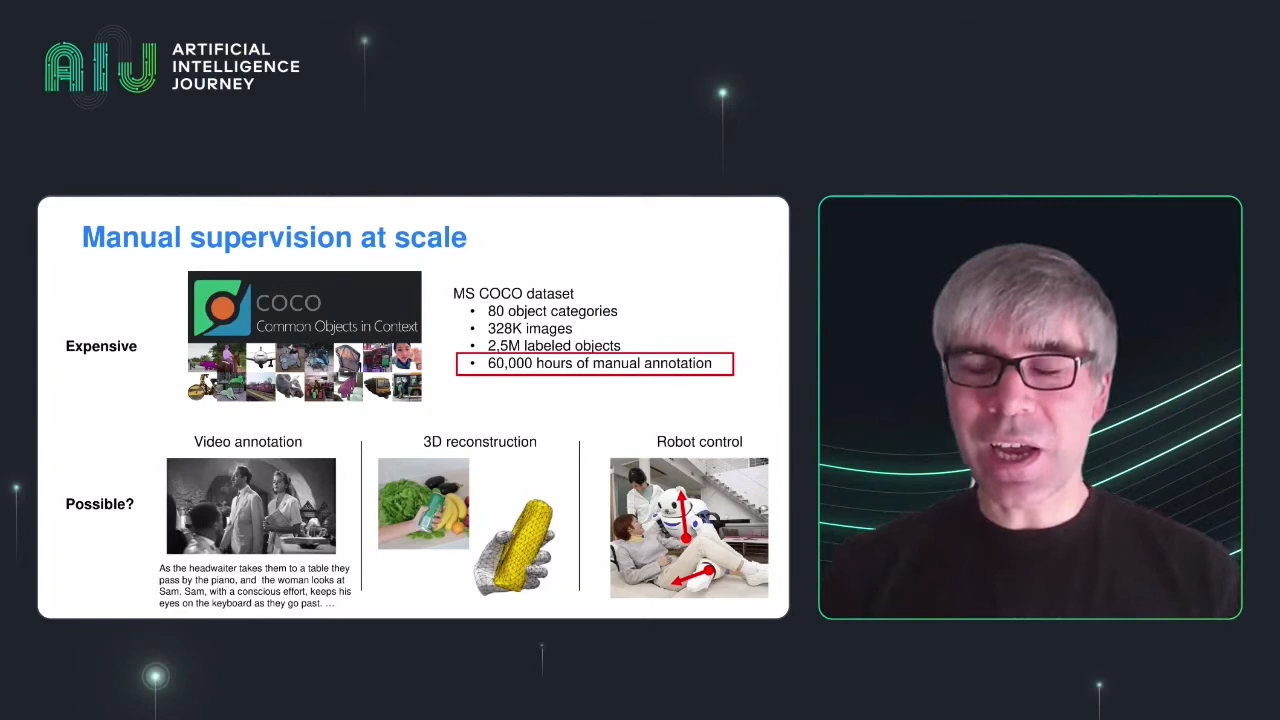 ARTIFICIAL
INTELLIGENCE
JOURNEY
Manual supervision at scale
Expensive
COCO
Common Objects in Context
MS COCO dataset
• 80 object categories
• 328K images
• 2,5M labeled objects
• 60,000 hours of manual annotation
Possible?
Video annotation
As the headwaiter takes them to a table they
pass by the piano, and the woman looks at
Sam. Sam, with a conscious effort, keeps his
eyes on the keyboard as they go past. ...
3D reconstruction
Robot control